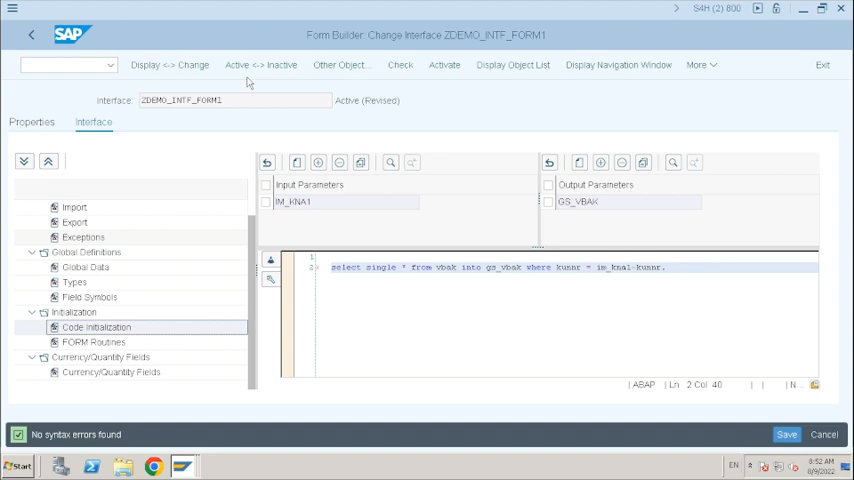 S4H (2) 800
SAP
Form Builder: Change Interface ZDEMO_INTF_FORM1
Display <-> Change
Active <-> Inactive
Other Object...
Check
Activate
Display Object List
Display Navigation Window
More
Exit
Interface:
ZDEMO_INTF_FORM1
Active (Revised)
Properties
Interface
Import
Export
Exceptions
Global Definitions
Global Data
Types
Field Symbols
Initialization
Code Initialization
FORM Routines
Currency/Quantity Fields
Currency/Quantity Fields
Input Parameters
IM_KNA1
Output Parameters
GS_VBAK
1
2
select single * from vbak into gs_vbak where kunnr = im_kna1-kunnr.
ABAP
Ln 2 Col 40
N...
No syntax errors found
Save
Cancel
Start
EN
8:52 AM
8/9/2022